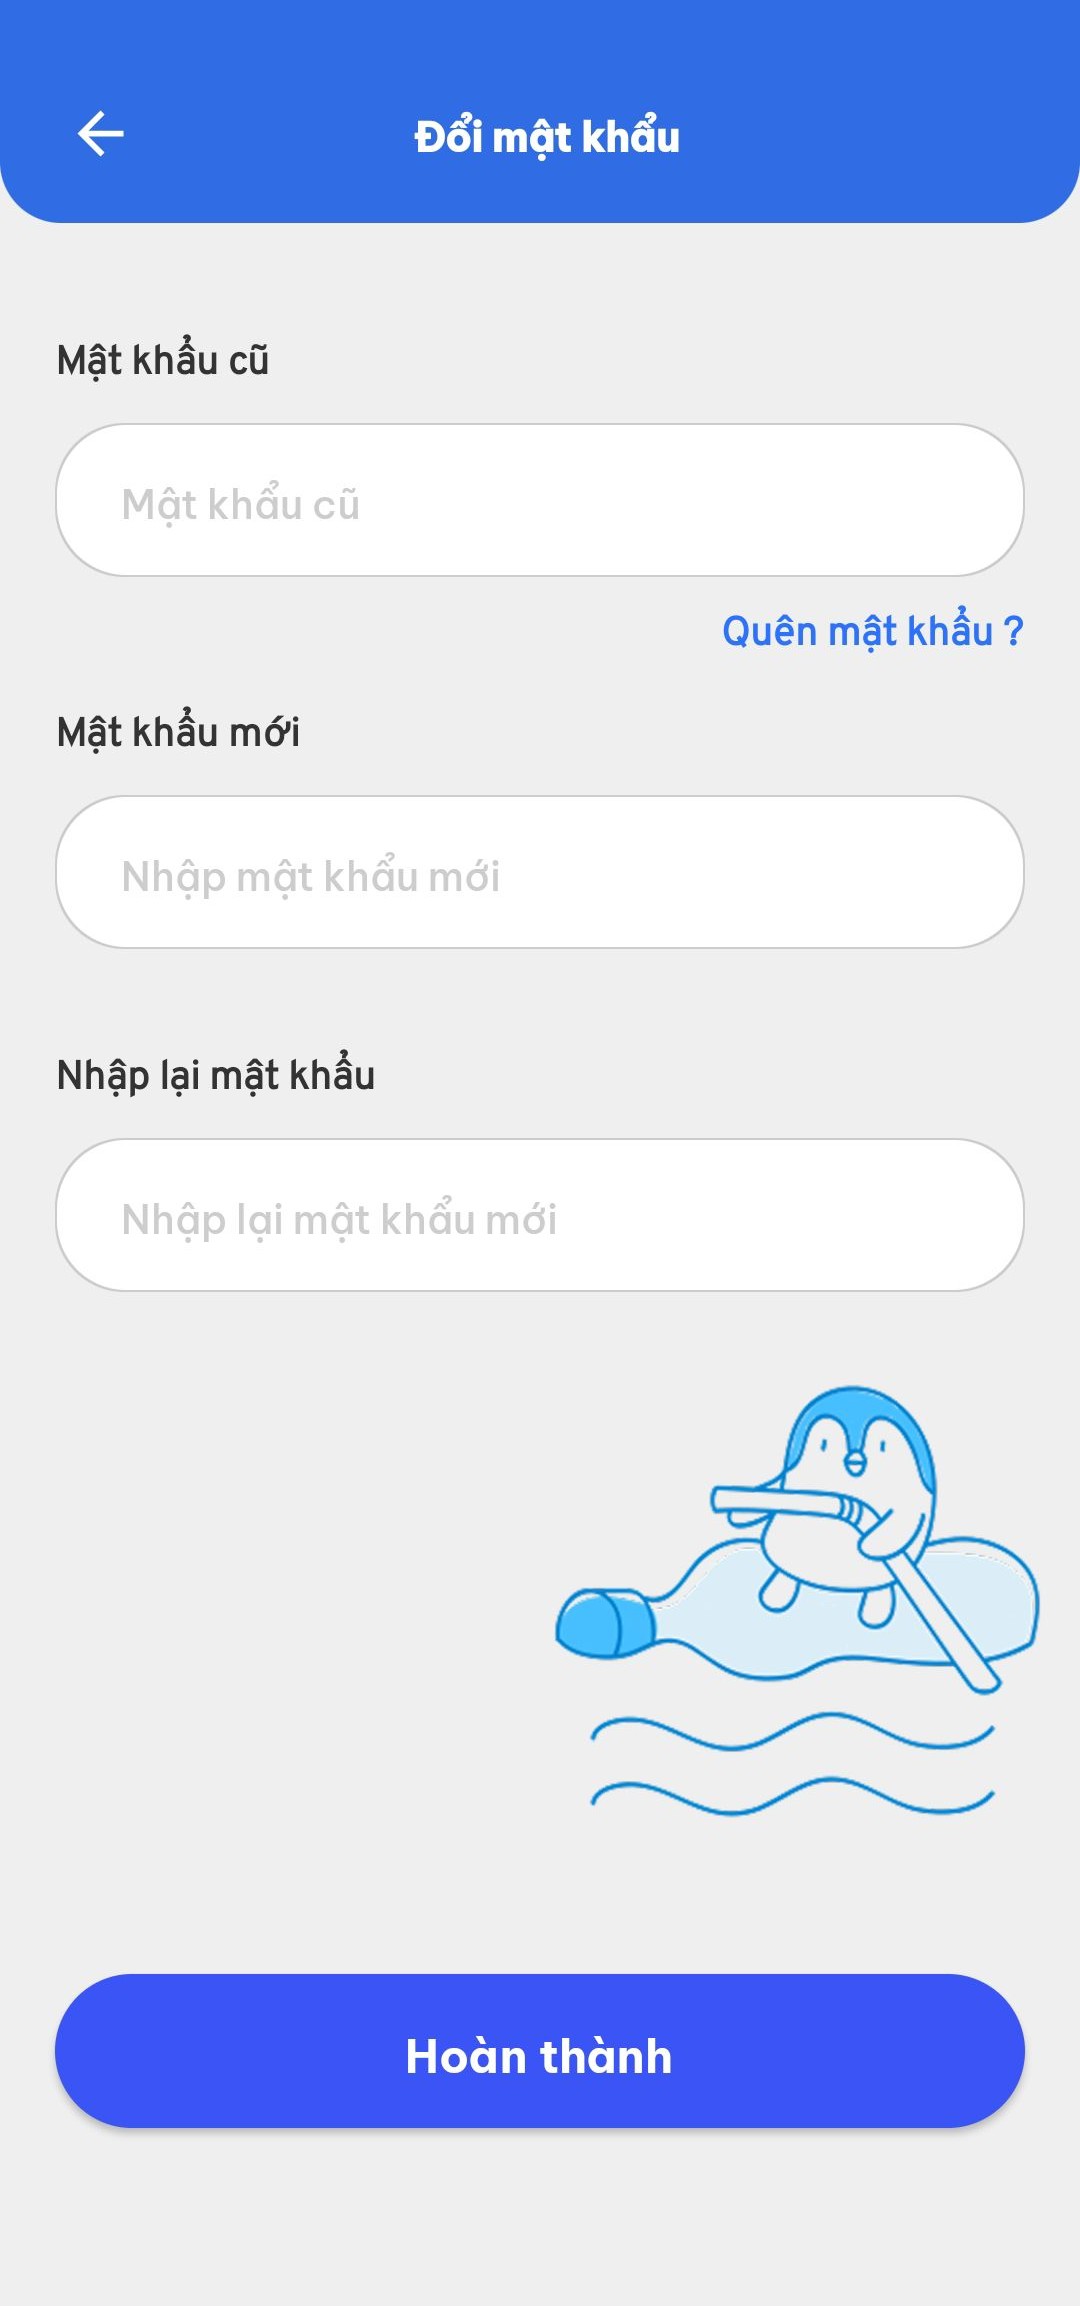 Đổi mật khẩu
Mật khẩu cũ
Mật khẩu cũ
Quên mật khẩu ?
Mật khẩu mới
Nhập mật khẩu mới
Nhập lại mật khẩu
Nhập lại mật khẩu mới
Hoàn thành